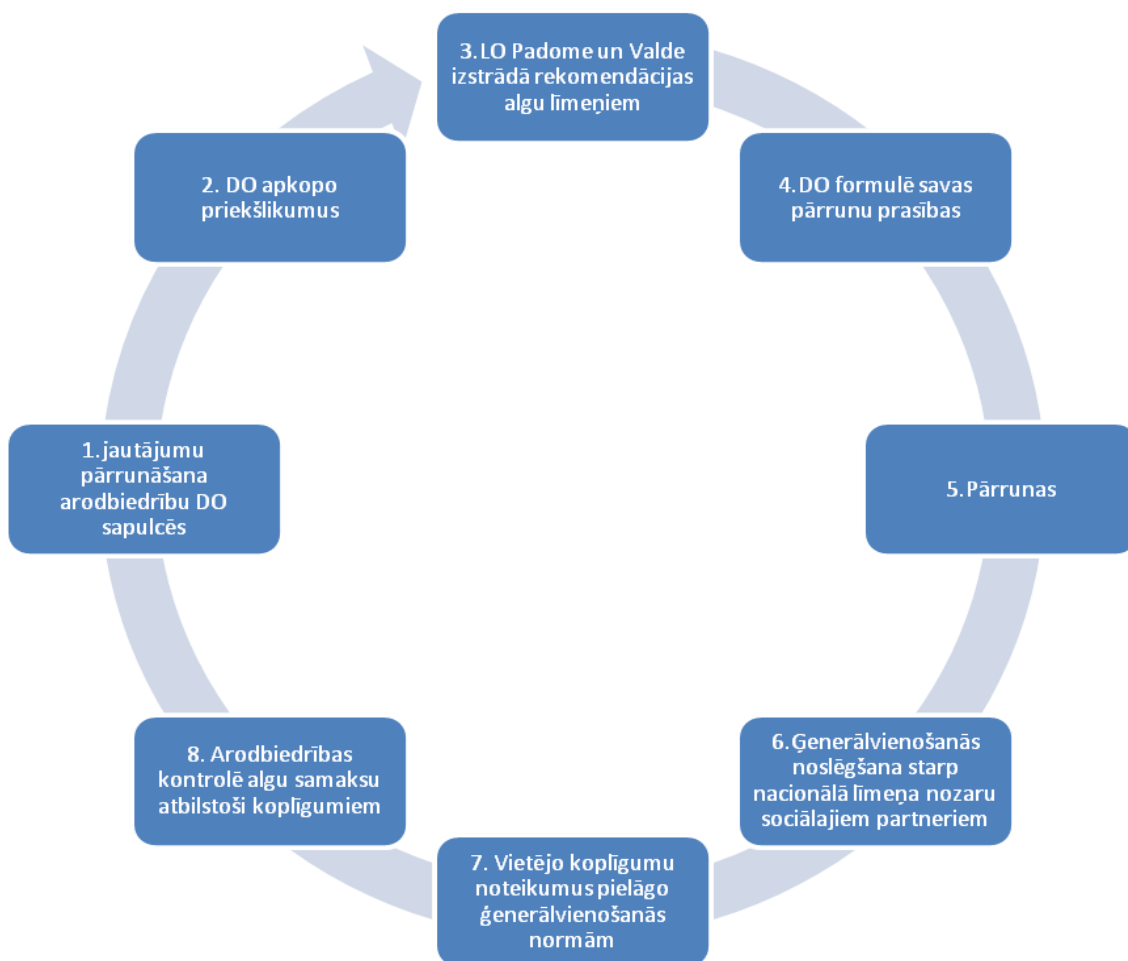 3. LO Padome un Valde
izstrādā rekomendācijas
algu līmeņiem
4. DO formulē savas
pārrunu prasības
5. Pārrunas
6. Ģenerālvienošanās
noslēgšana starp
nacionālā līmeņa nozaru
sociālajiem partneriem
7. Vietējo koplīgumu
noteikumus pielāgo
ģenerālvienošanās
normām
8. Arodbiedrības
kontrolē algu samaksu
atbilstoši koplīgumiem
1. jautājumu
pārrunāšana
arodbiedrību DO
sapulcēs
2. DO apkopo
priekšlikumus